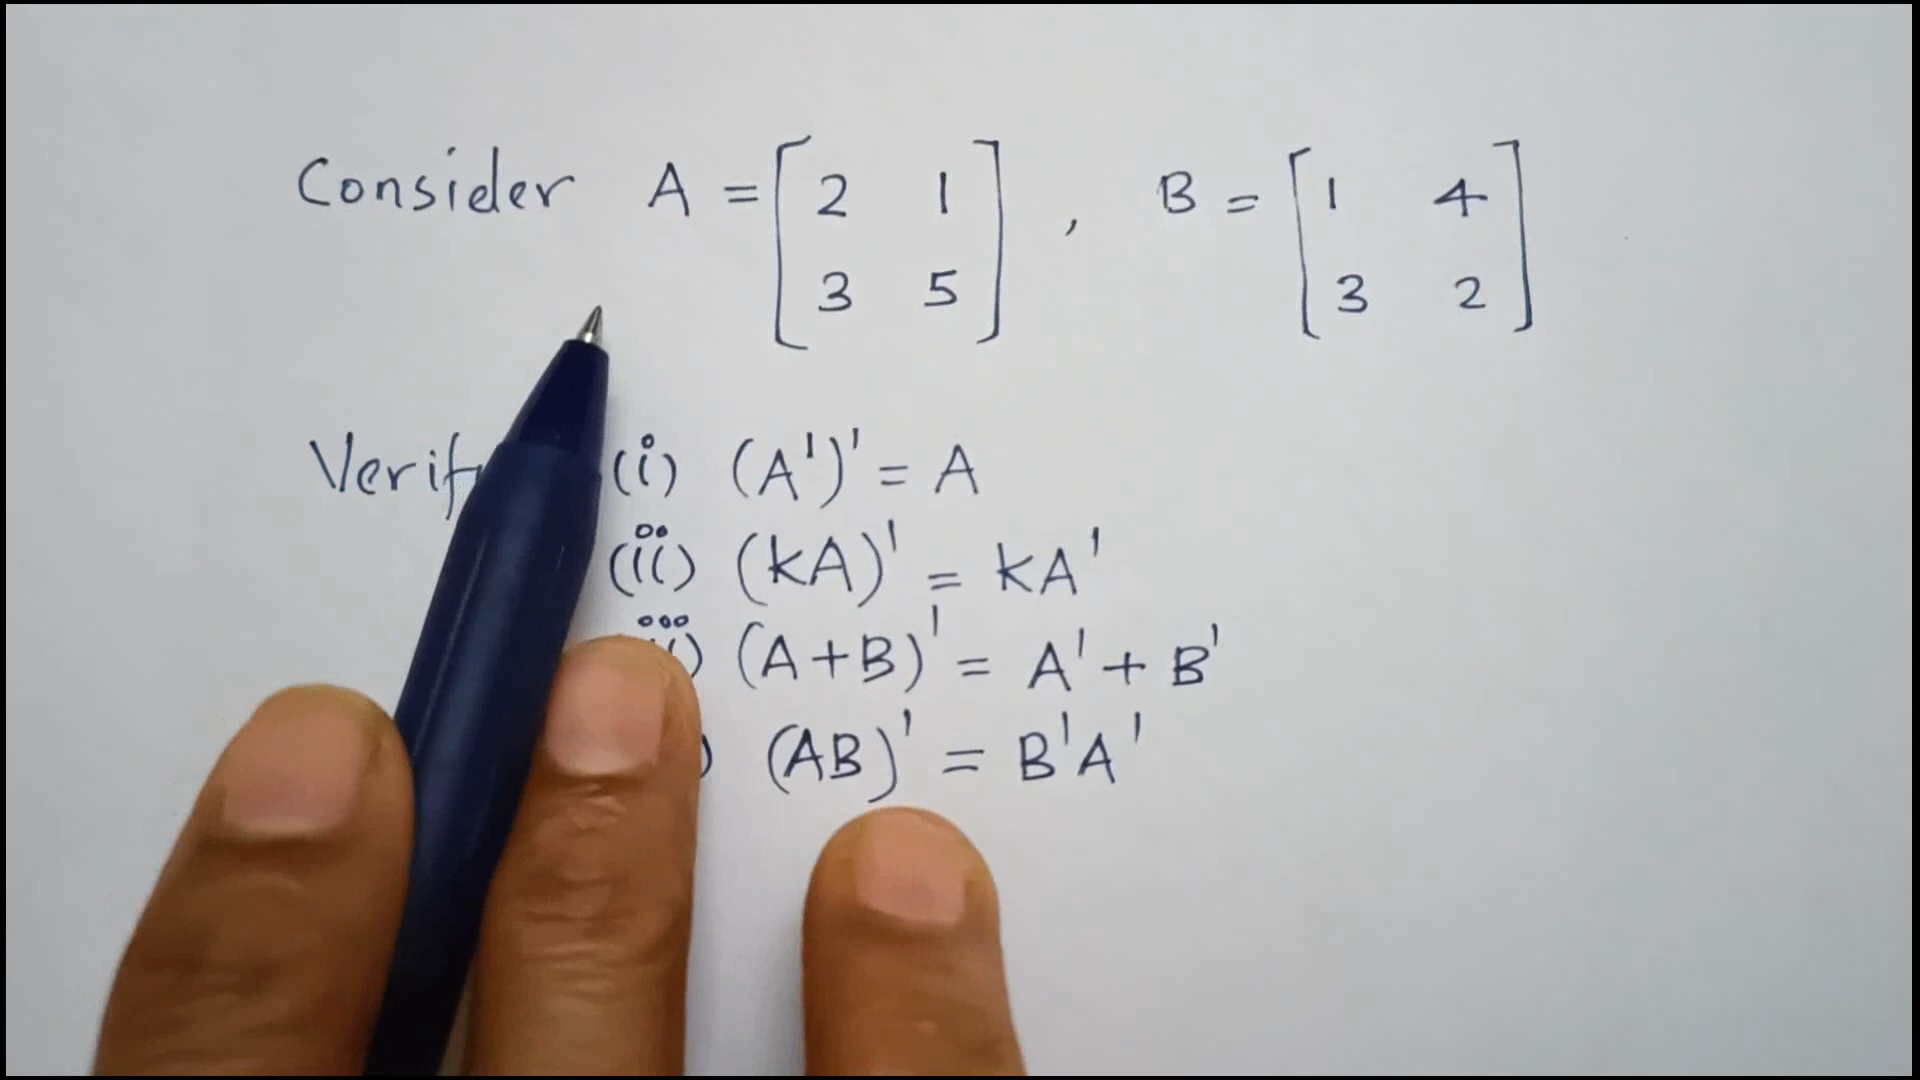 Consider A = [2 1 3 5] , B = [1 4 3 2]
(i) (A')' = A
(ii) (kA)' = kA'
(A+B)' = A' + B'
(AB)' = B'A'